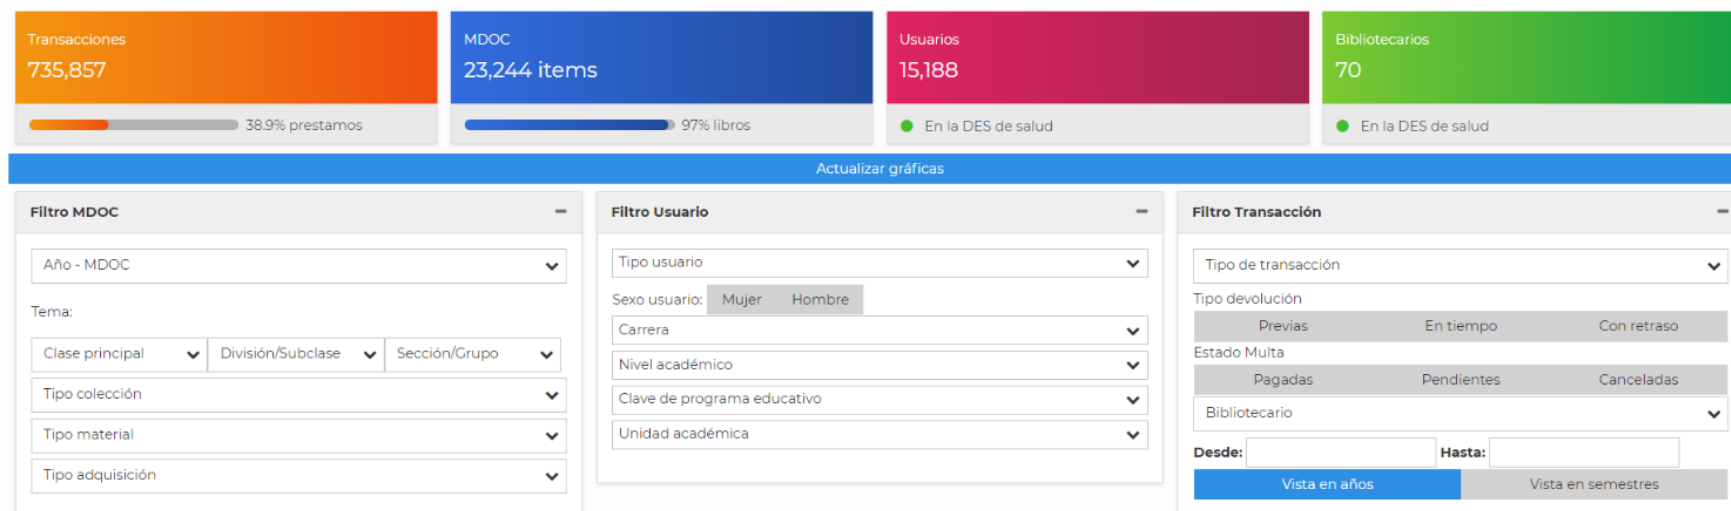 Transacciones
735,857
38.9% prestamos
MDOC
23,244 items
97% libros
Usuarios
15,188
En la DES de salud
Bibliotecarios
70
En la DES de salud
Actualizar gráficas
Filtro MDOC
Año - MDOC
Tema:
Clase principal División/Subclase Sección/Grupo
Tipo colección
Tipo material
Tipo adquisición
Filtro Usuario
Tipo usuario
Sexo usuario: Mujer Hombre
Carrera
Nivel académico
Clave de programa educativo
Unidad académica
Filtro Transacción
Tipo de transacción
Tipo devolución
Previas En tiempo Con retraso
Estado Multa
Pagadas Pendientes Canceladas
Bibliotecario
Desde: Hasta:
Vista en años Vista en semestres